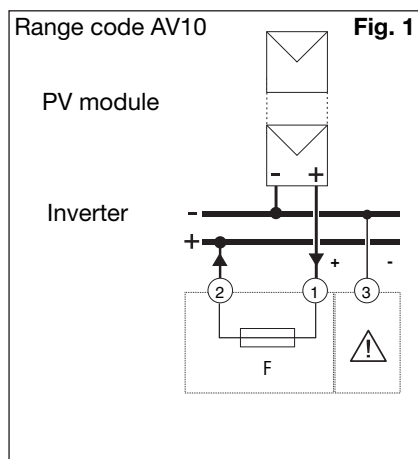 Range code AV10 Fig. 1
PV module
- +
Inverter -
+
+ -
2 1 3
F
!